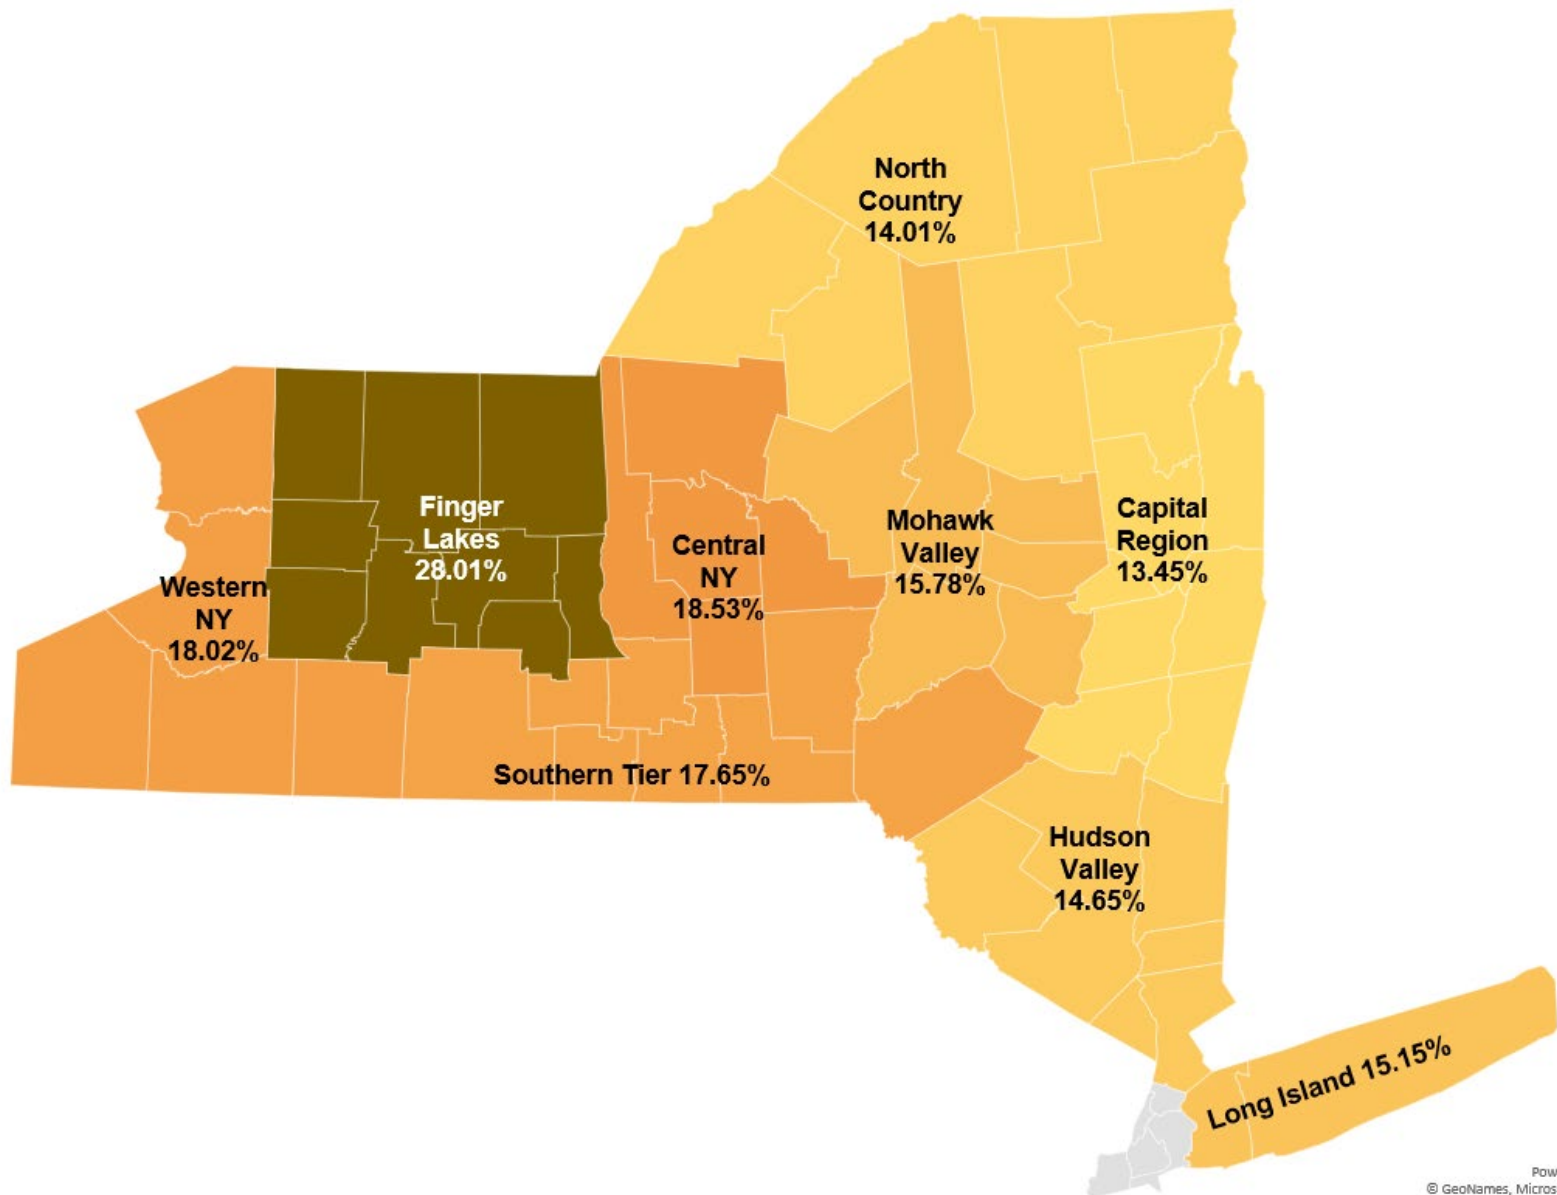 North
Country
14.01%
Finger
Lakes
28.01%
Central
NY
18.53%
Mohawk
Valley
15.78%
Capital
Region
13.45%
Western
NY
18.02%
Southern Tier 17.65%
Hudson
Valley
14.65%
Long Island 15.15%
Pow
© GeoNames, Micros